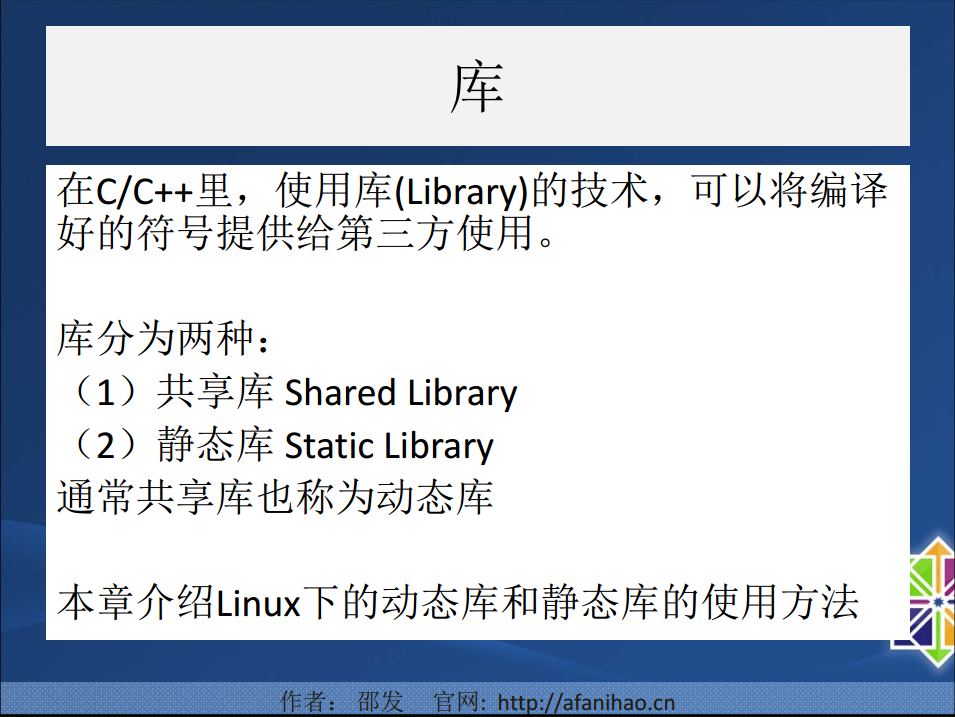 库
在C/C++里，使用库(Library)的技术，可以将编译
好的符号提供给第三方使用。
库分为两种：
（1）共享库 Shared Library
（2）静态库 Static Library
通常共享库也称为动态库
本章介绍Linux下的动态库和静态库的使用方法
作者： 邵发 官网: http://afanihao.cn